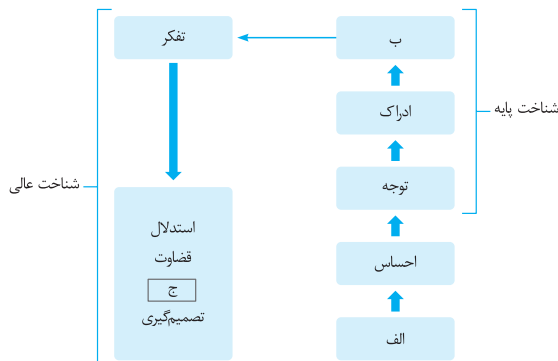 ب
ادراک
توجه
احساس
الف
شناخت پایه
تفکر
استدلال
قضاوت
ج
تصمیم‌گیری
شناخت عالی